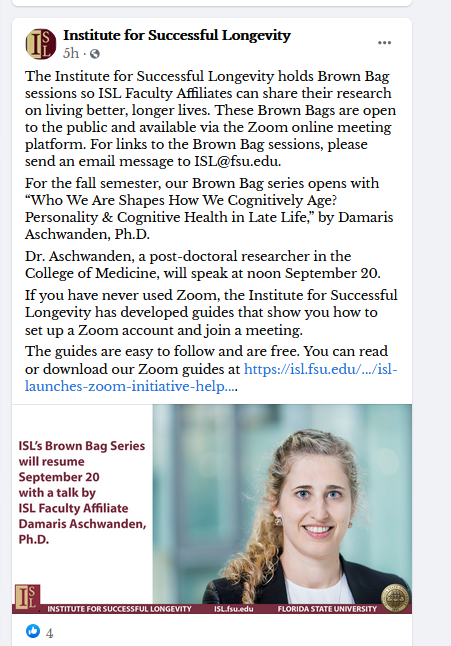 Institute for Successful Longevity
5h ·
The Institute for Successful Longevity holds Brown Bag
sessions so ISL Faculty Affiliates can share their research
on living better, longer lives. These Brown Bags are open
to the public and available via the Zoom online meeting
platform. For links to the Brown Bag sessions, please
send an email message to ISL@fsu.edu.
For the fall semester, our Brown Bag series opens with
“Who We Are Shapes How We Cognitively Age?
Personality & Cognitive Health in Late Life,” by Damaris
Aschwanden, Ph.D.
Dr. Aschwanden, a post-doctoral researcher in the
College of Medicine, will speak at noon September 20.
If you have never used Zoom, the Institute for Successful
Longevity has developed guides that show you how to
set up a Zoom account and join a meeting.
The guides are easy to follow and are free. You can read
or download our Zoom guides at https://isl.fsu.edu/.../isl-
launches-zoom-initiative-help....
ISL’s Brown Bag Series
will resume
September 20
with a talk by
ISL Faculty Affiliate
Damaris Aschwanden,
Ph.D.
ISL
INSTITUTE FOR SUCCESSFUL LONGEVITY ISL.fsu.edu FLORIDA STATE UNIVERSITY
4